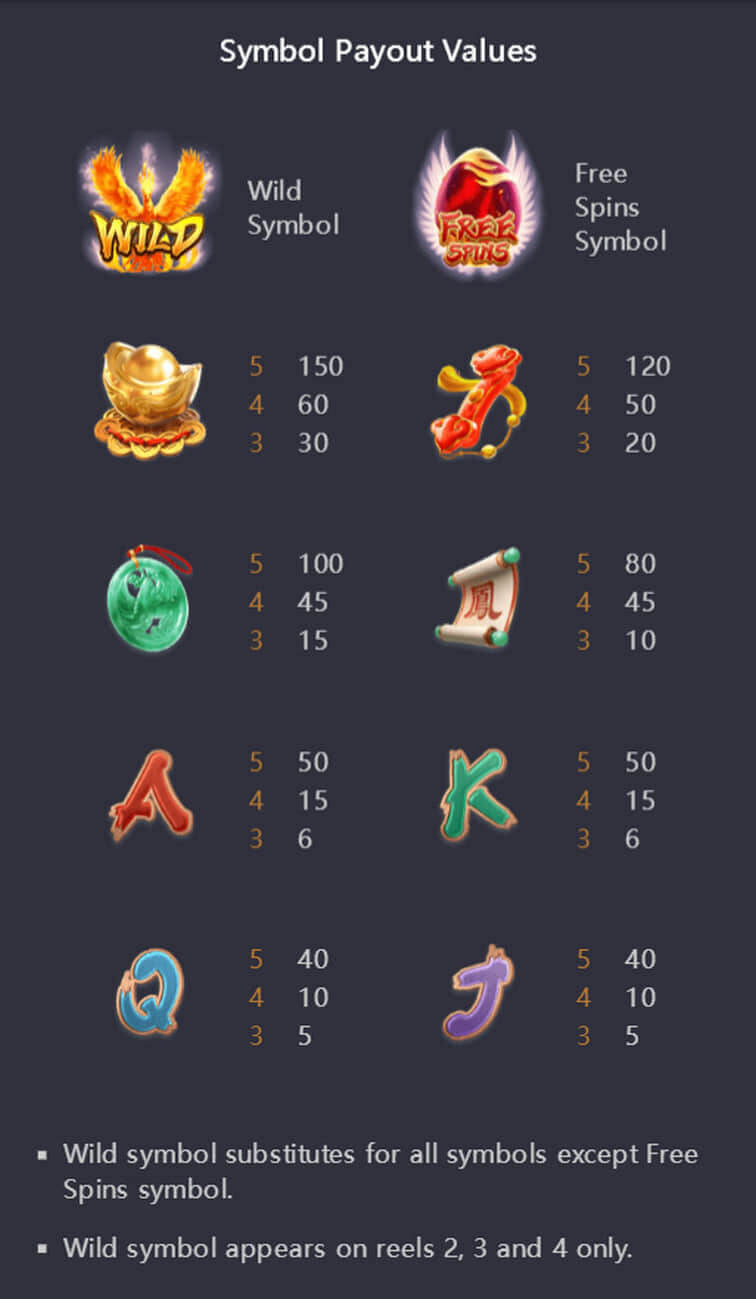 Symbol Payout Values
WILD
Wild
Symbol
FREE
SPINS
Free
Spins
Symbol
5 150
4 60
3 30
5 120
4 50
3 20
5 100
4 45
3 15
鳳
5 80
4 45
3 10
A
5 50
4 15
3 6
K
5 50
4 15
3 6
Q
5 40
4 10
3 5
J
5 40
4 10
3 5
▪ Wild symbol substitutes for all symbols except Free
Spins symbol.
▪ Wild symbol appears on reels 2, 3 and 4 only.